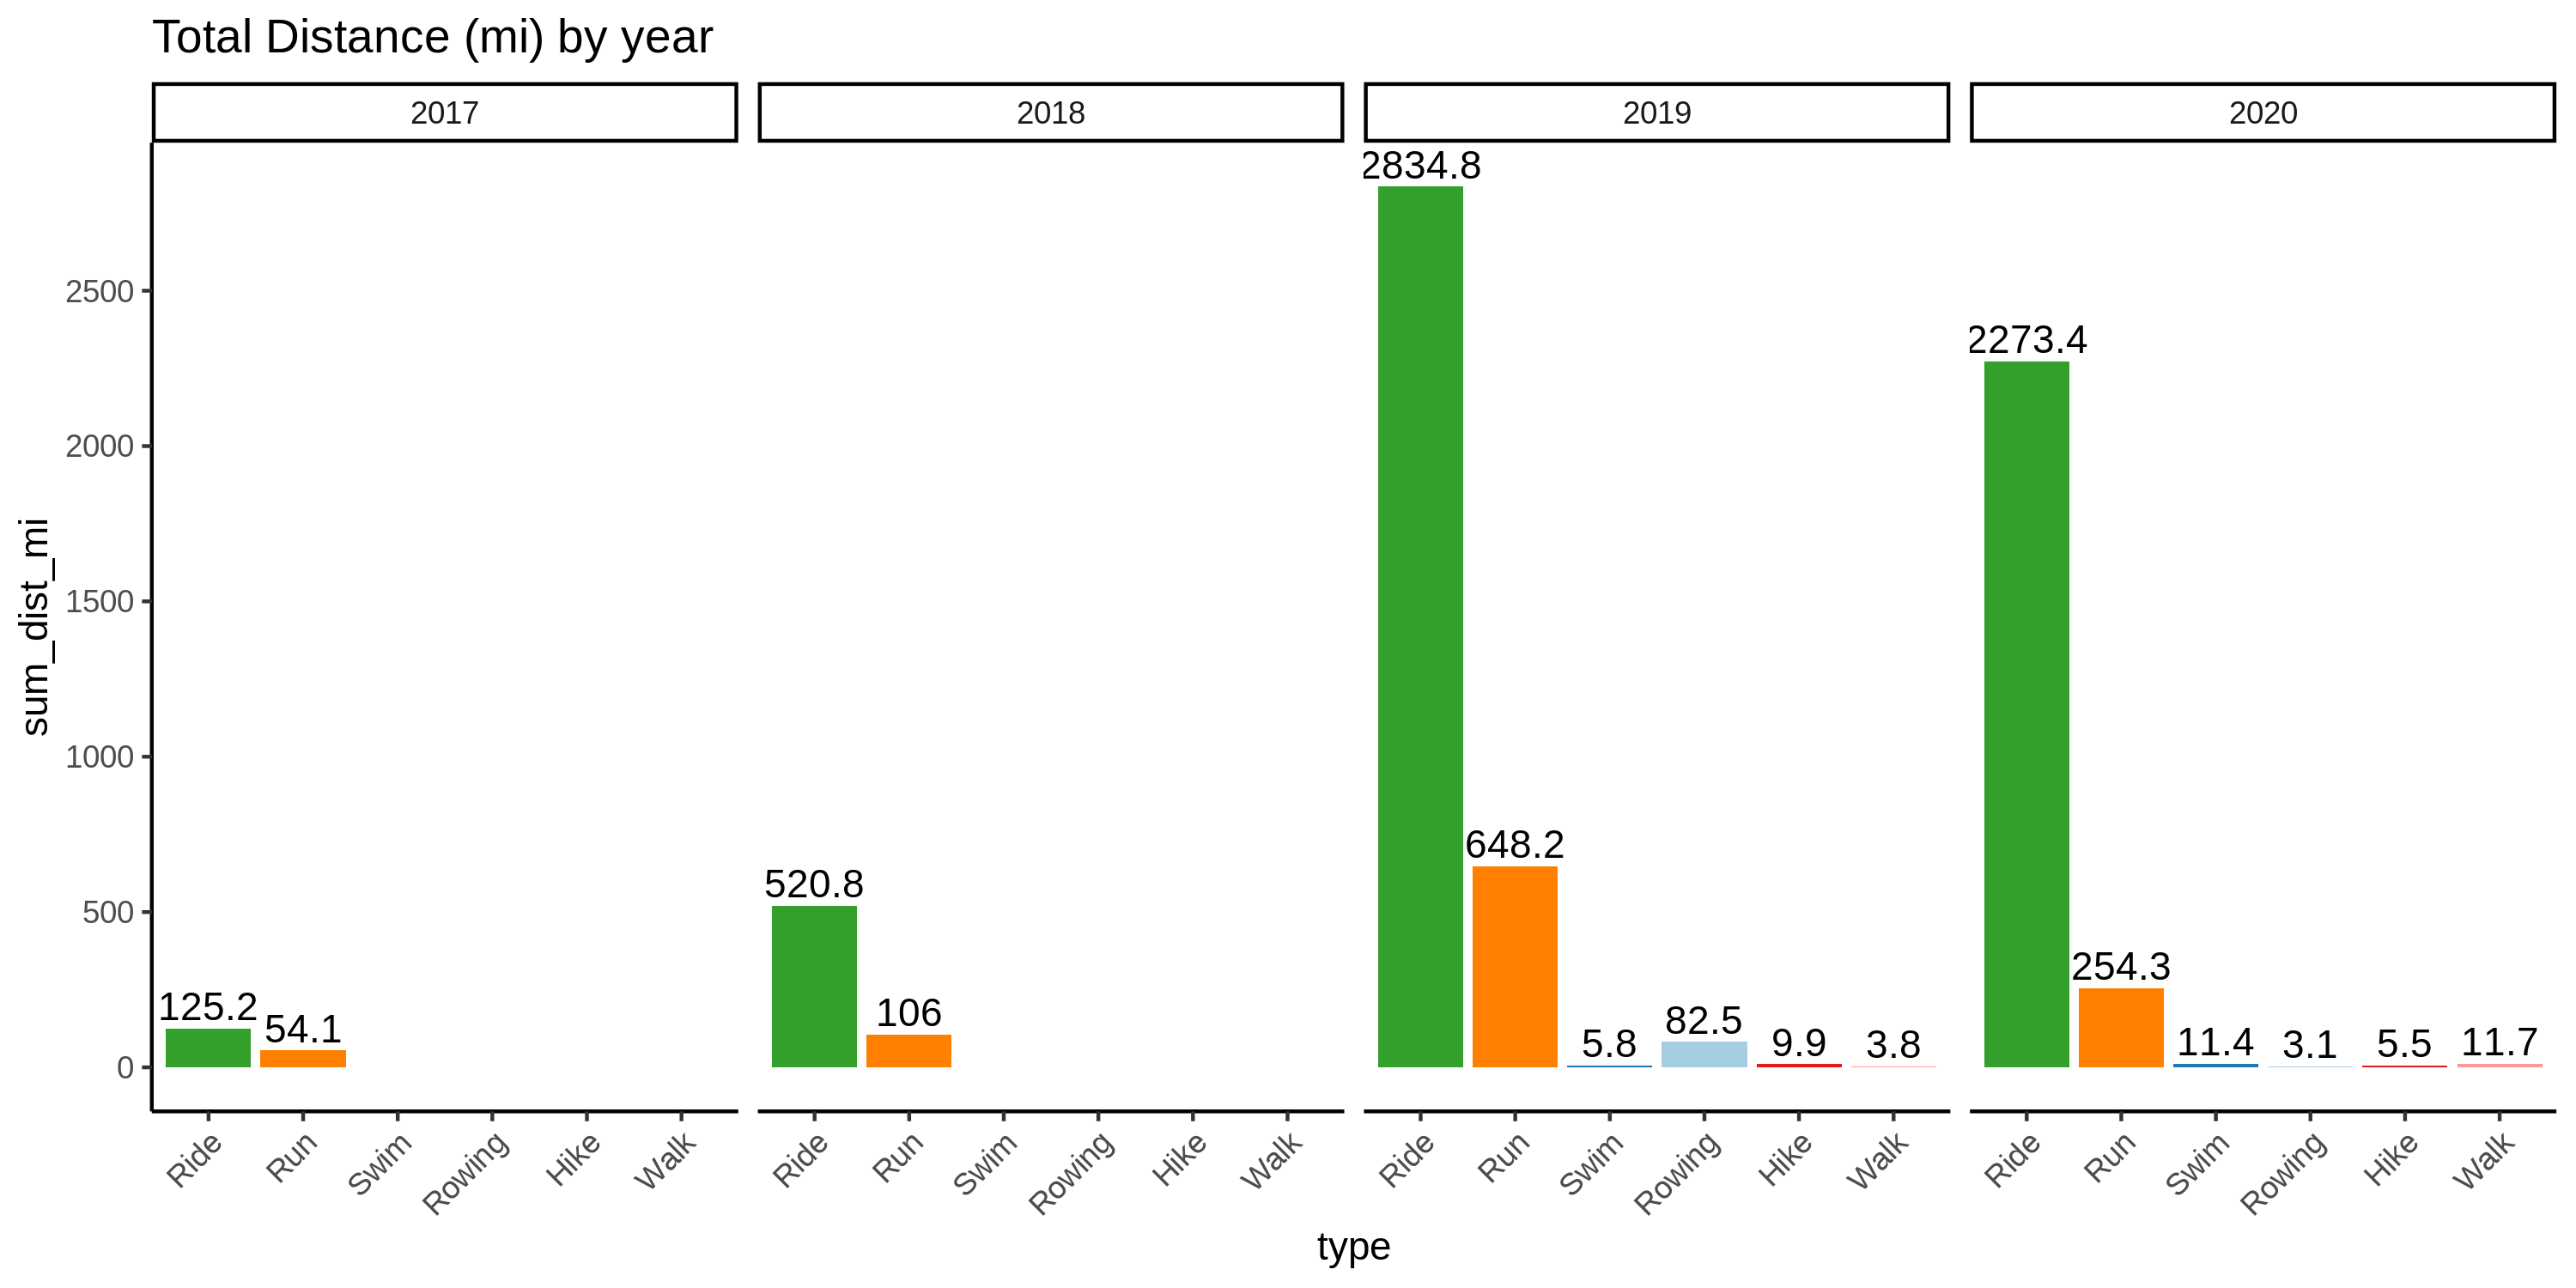 Total Distance (mi) by year
2017 2018 2019 2020
2834.8
2273.4
648.2
520.8
254.3
125.2 54.1
106
5.8 82.5 9.9 3.8
11.4 3.1 5.5 11.7
2500
2000
1500
1000
500
0
sum_dist_mi
Ride Run Swim Rowing Hike Walk
Ride Run Swim Rowing Hike Walk
Ride Run Swim Rowing Hike Walk
Ride Run Swim Rowing Hike Walk
type